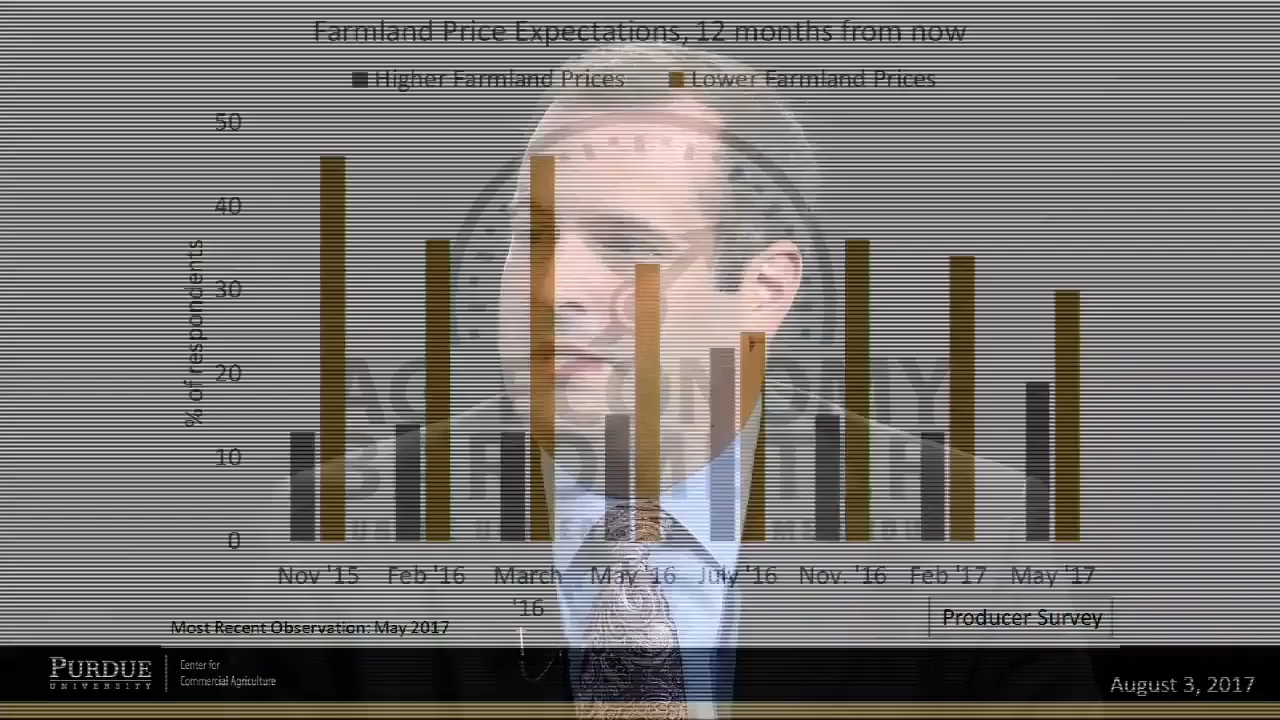 Farmland Price Expectations, 12 months from now
Higher Farmland Prices Lower Farmland Prices
50
40
30
20
10
0
% of respondents
Nov '15 Feb '16 March '16 May '16 July '16 Nov. '16 Feb '17 May '17
Most Recent Observation: May 2017
Producer Survey
PURDUE
UNIVERSITY
Center for
Commercial Agriculture
August 3, 2017